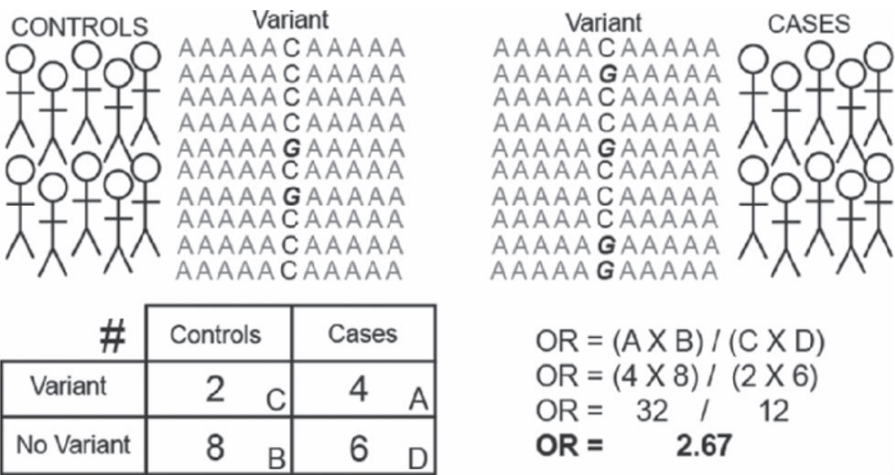 CONTROLS
Variant
AAAAACAAAAA
AAAAACAAAAA
AAAAACAAAAA
AAAAACAAAAA
AAAAAGAAAAA
AAAAACAAAAA
AAAAAGAAAAA
AAAAACAAAAA
AAAAACAAAAA
AAAAACAAAAA
Variant
CASES
AAAAACAAAAA
AAAAAGAAAAA
AAAAACAAAAA
AAAAACAAAAA
AAAAAGAAAAA
AAAAACAAAAA
AAAAACAAAAA
AAAAACAAAAA
AAAAAGAAAAA
AAAAAGAAAAA
# Controls Cases
Variant 2 C 4 A
No Variant 8 B 6 D
OR = (A X B) / (C X D)
OR = (4 X 8) / (2 X 6)
OR = 32 / 12
OR = 2.67